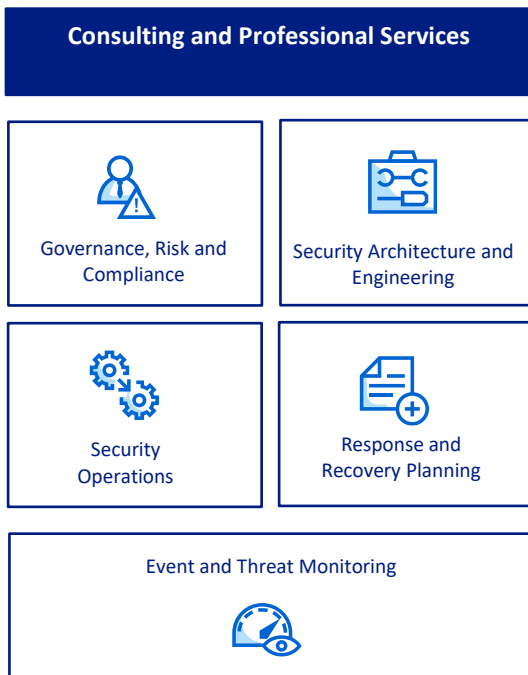 Consulting and Professional Services
Governance, Risk and
Compliance
Security Architecture and
Engineering
Security
Operations
Response and
Recovery Planning
Event and Threat Monitoring